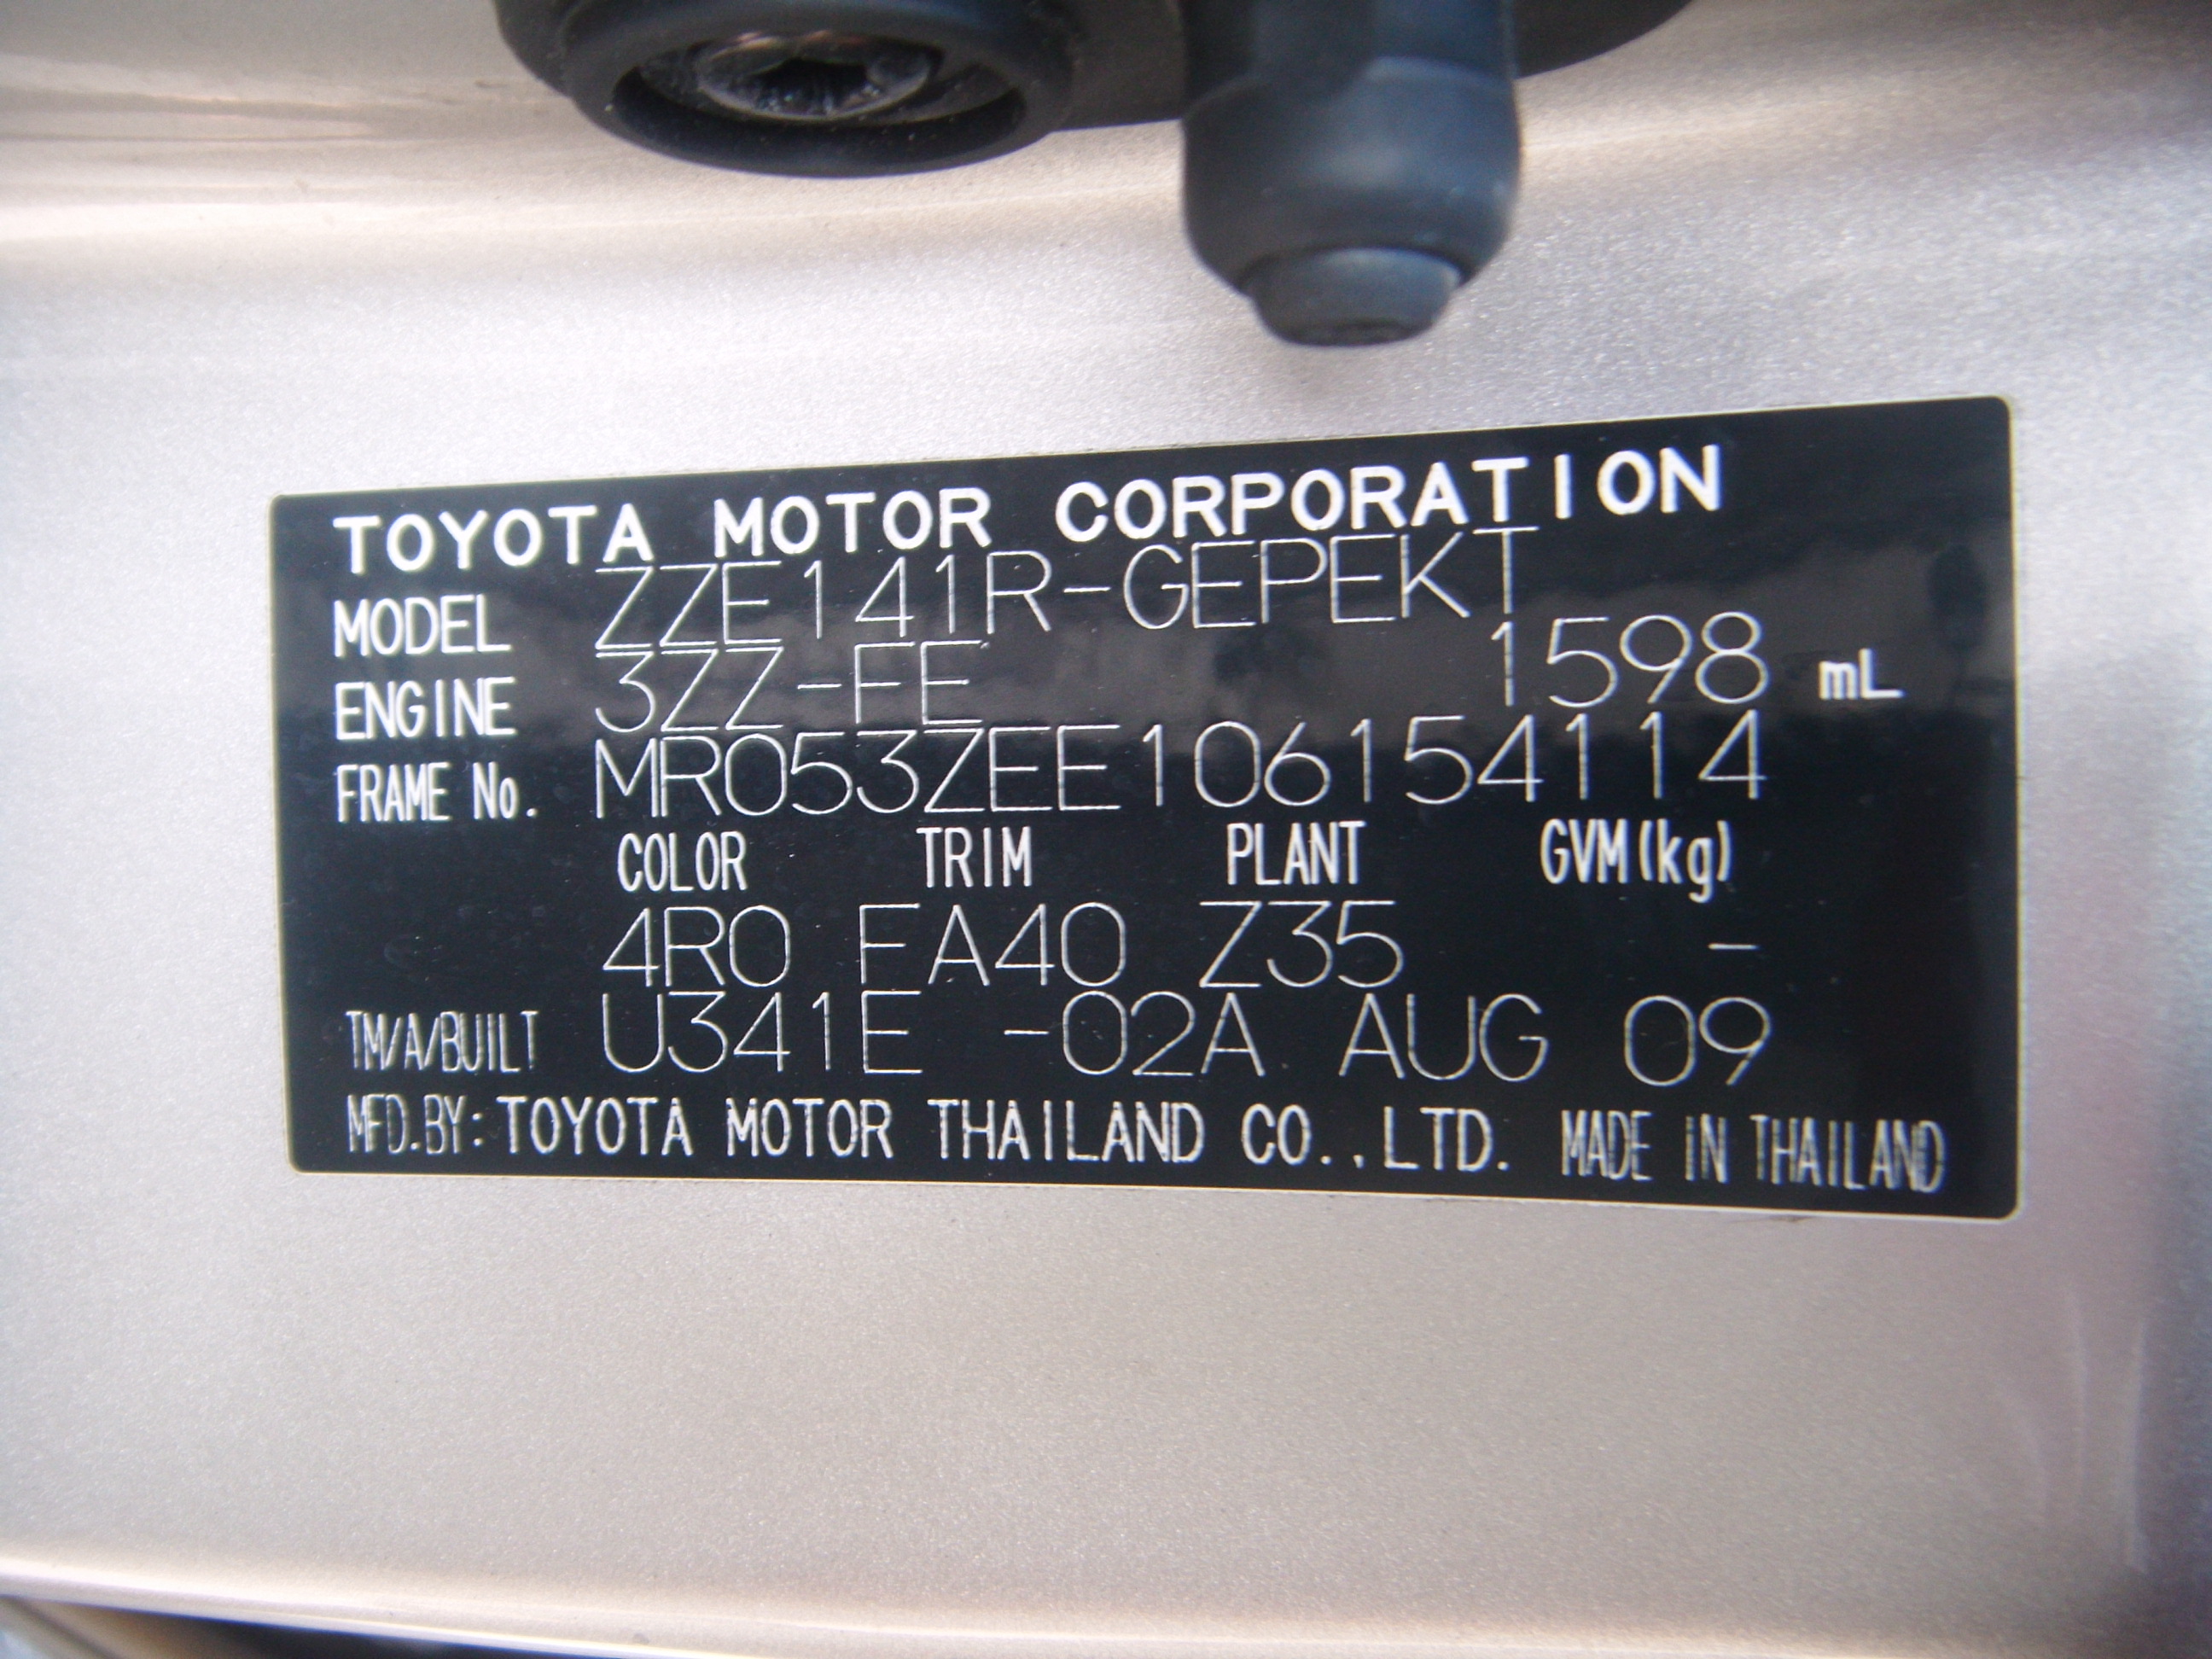 TOYOTA MOTOR CORPORATION
MODEL ZZE141R-GEPEKT
ENGINE 3ZZ-FE 1598 mL
FRAME No. MR053ZEE106154114
COLOR TRIM PLANT GVM(kg)
4R0 FA40 Z35 -
TM/A/BUILT U341E -02A AUG 09
MFD.BY: TOYOTA MOTOR THAILAND CO.,LTD. MADE IN THAILAND